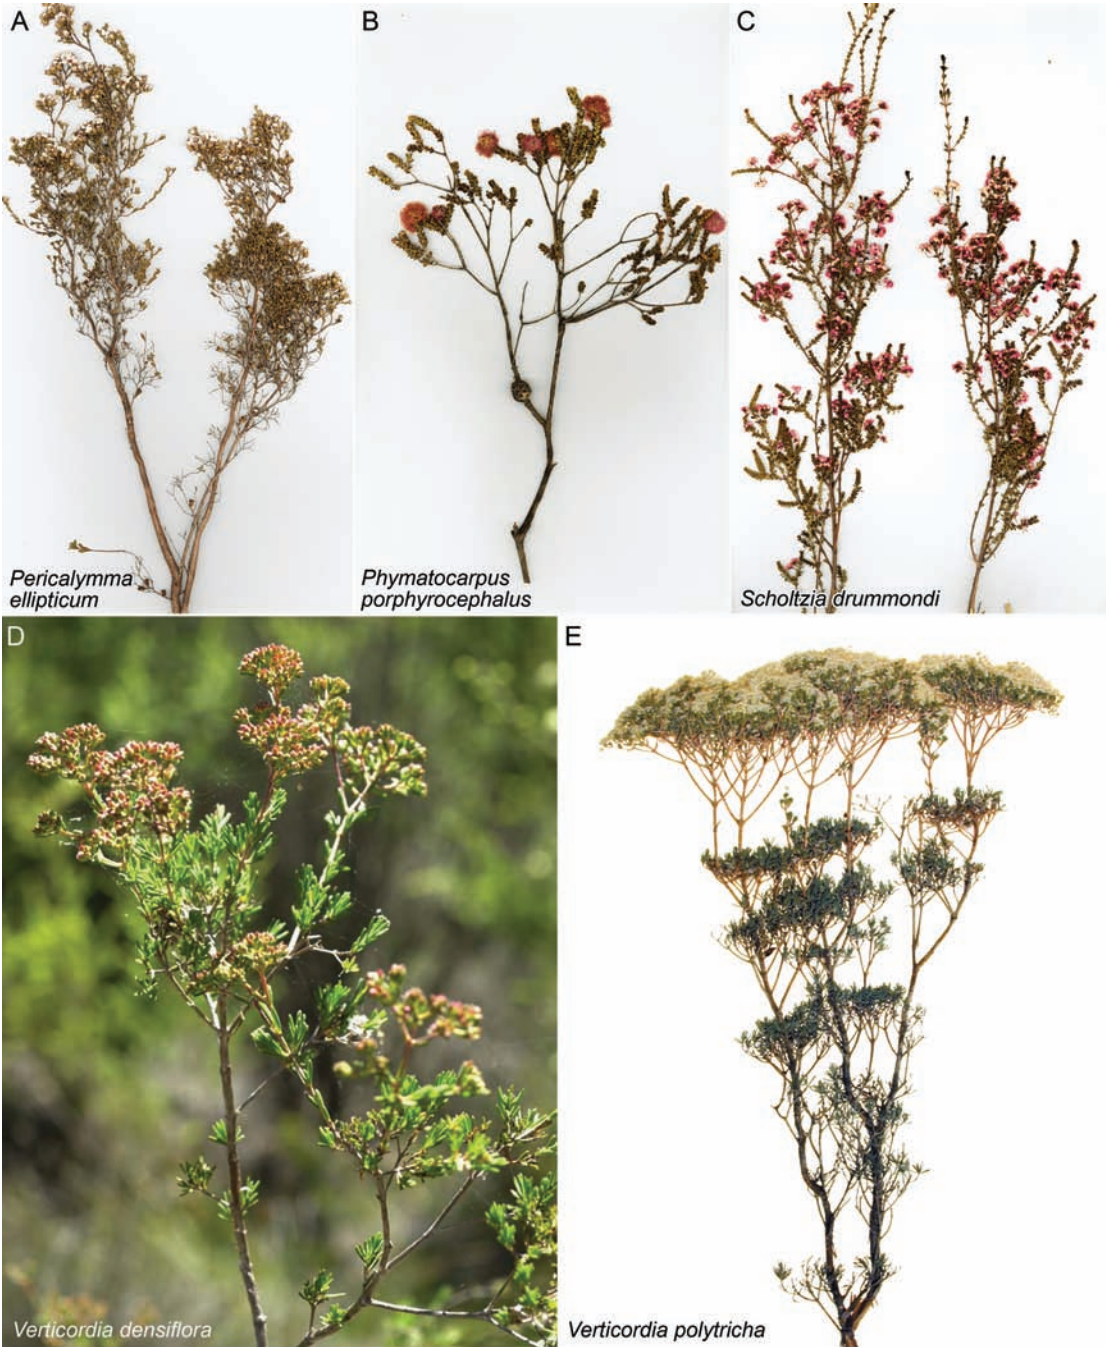 A
B
C
Pericalymma
ellipticum
Phymatocarpus
porphyrocephalus
Scholtzia drummondi
D
E
Verticordia densiflora
Verticordia polytricha